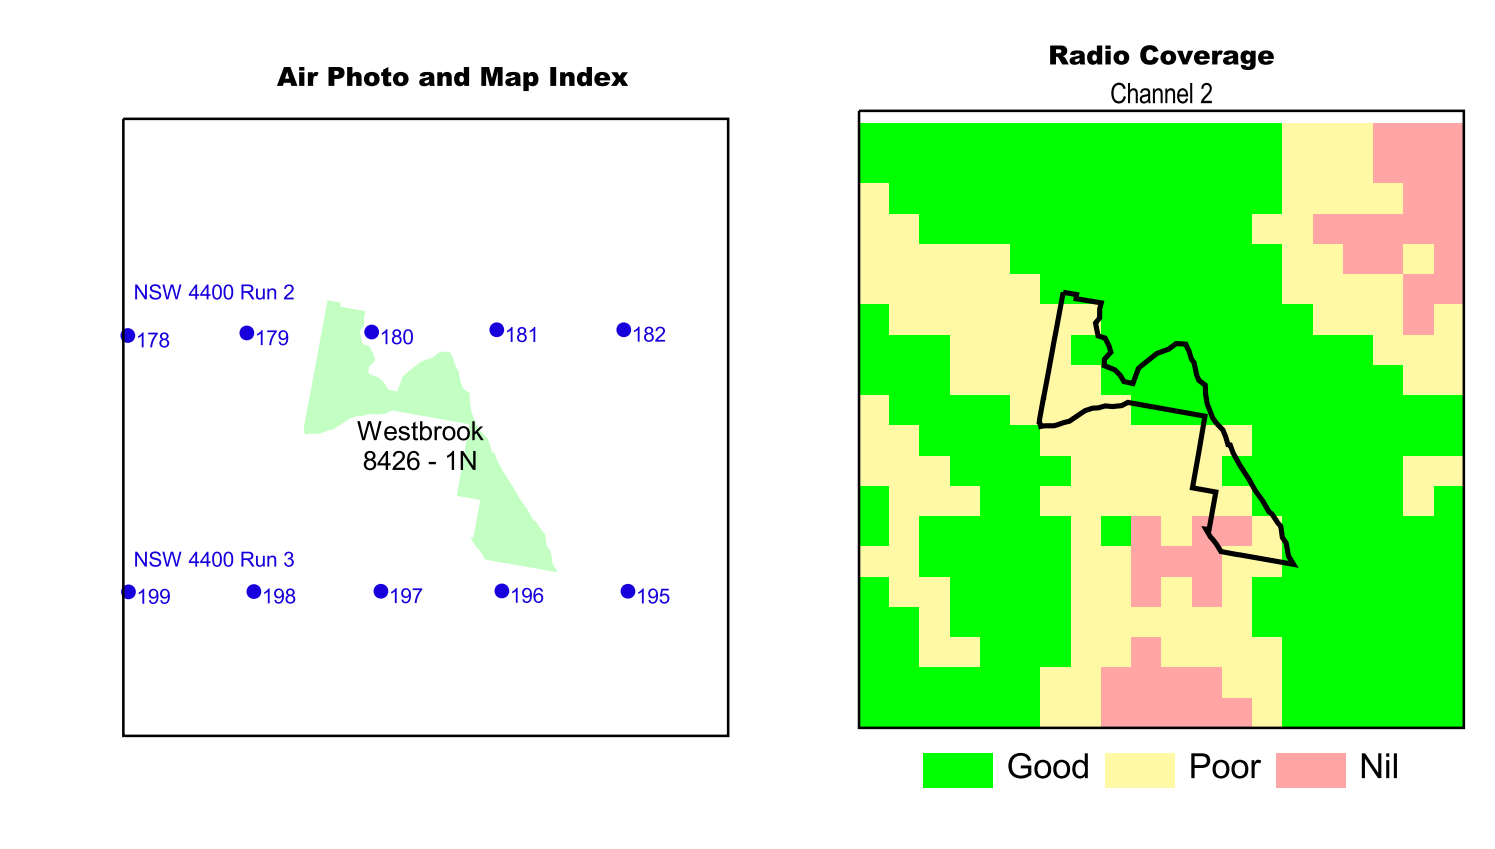 Air Photo and Map Index
NSW 4400 Run 2
178
179
180
181
182
Westbrook
8426 - 1N
NSW 4400 Run 3
199
198
197
196
195
Radio Coverage
Channel 2
Good
Poor
Nil